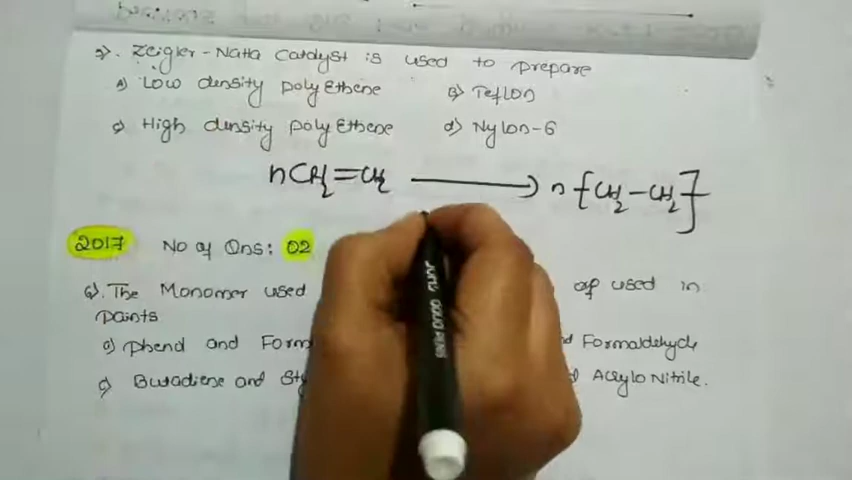 Q). Zeigler-Natta Catalyst is used to prepare
a) Low density poly Ethene b) Teflon
c) High density poly Ethene d) Nylon-6
nCH2=CH2 ⟶ n[CH2-CH2]
2017 No of Qns: 02
Q). The Monomer used of used in
paints
a) phenol and Form Formaldehyde
c) Butadiene and Sty Acrylo Nitrile.